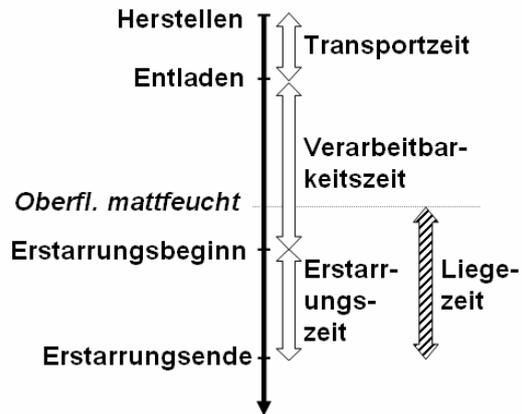 Herstellen
Transportzeit
Entladen
Verarbeitbar-
keitszeit
Oberfl. mattfeucht
Erstarrungsbeginn
Erstarr-
ungs-
zeit
Liege-
zeit
Erstarrungsende